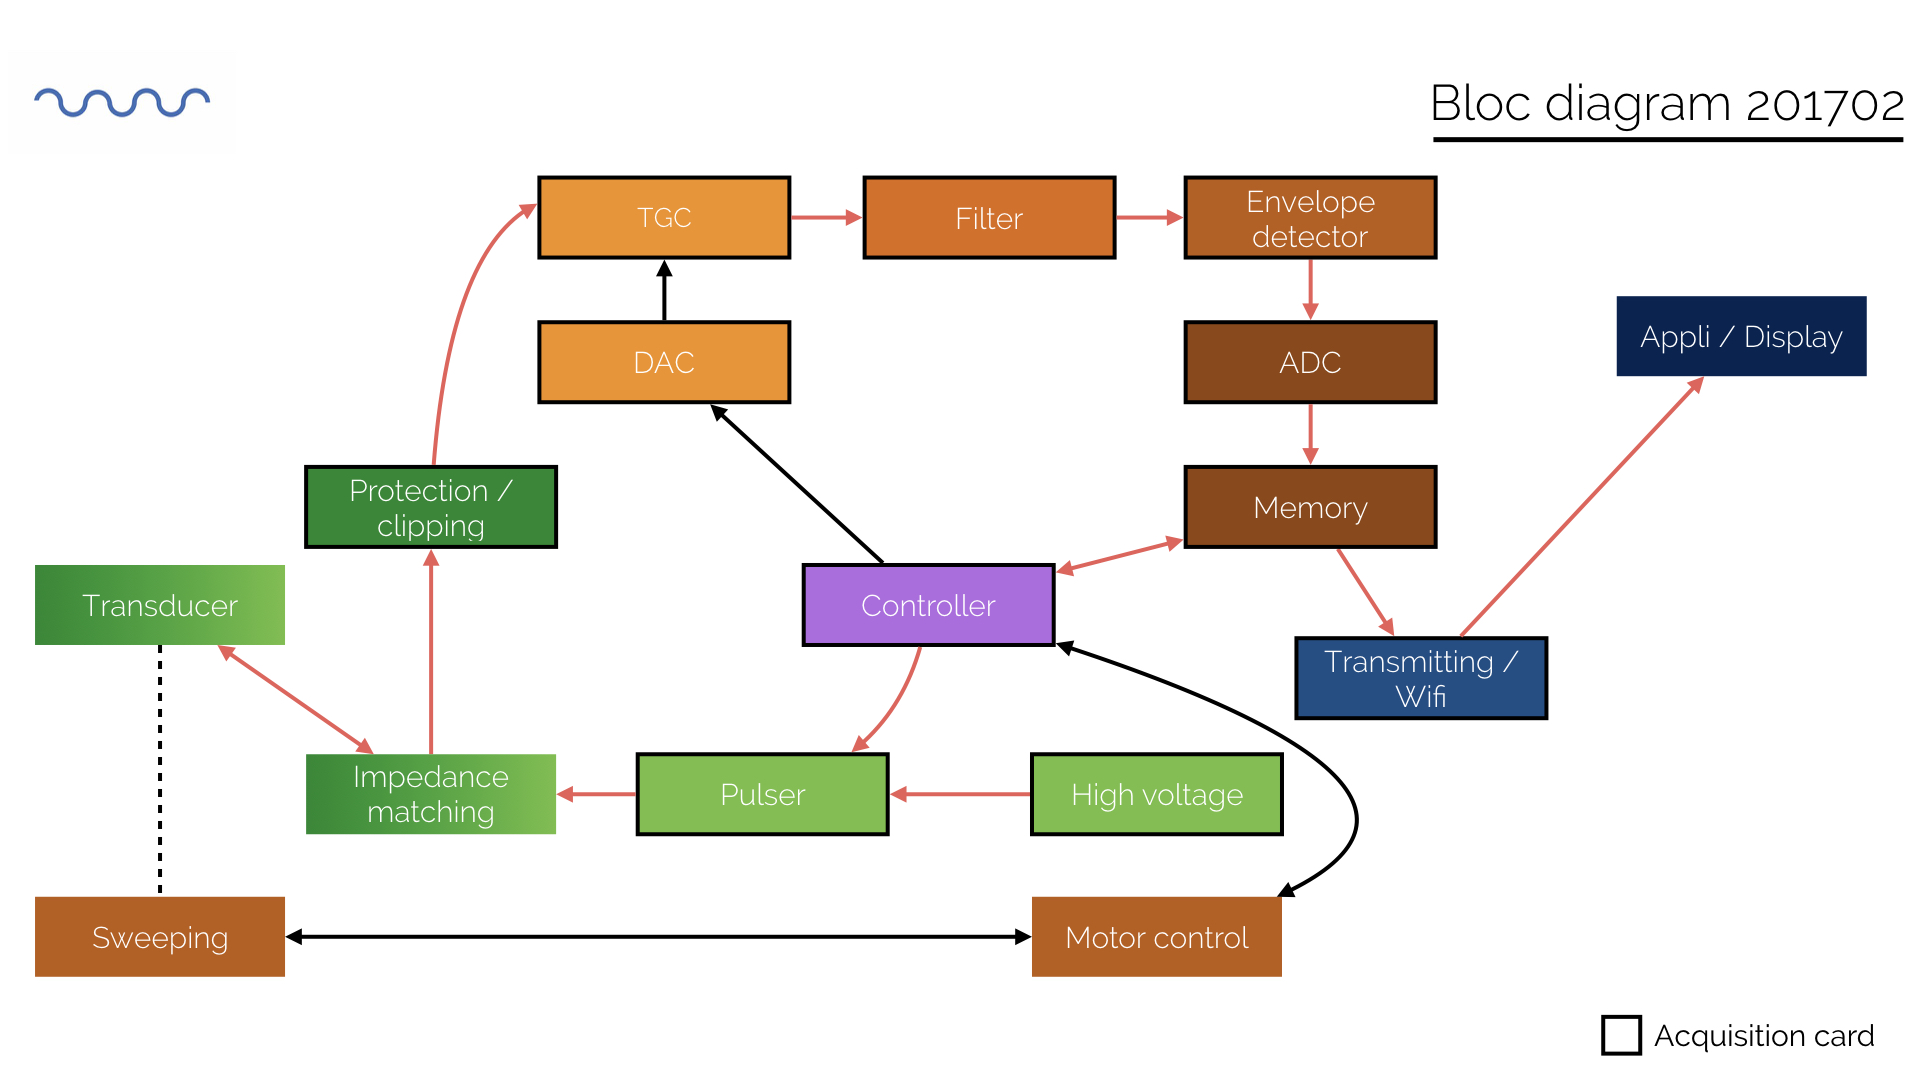 Bloc diagram 201702
TGC
Filter
Envelope
detector
DAC
ADC
Appli / Display
Protection /
clipping
Memory
Transducer
Controller
Transmitting /
Wifi
Impedance
matching
Pulser
High voltage
Sweeping
Motor control
Acquisition card